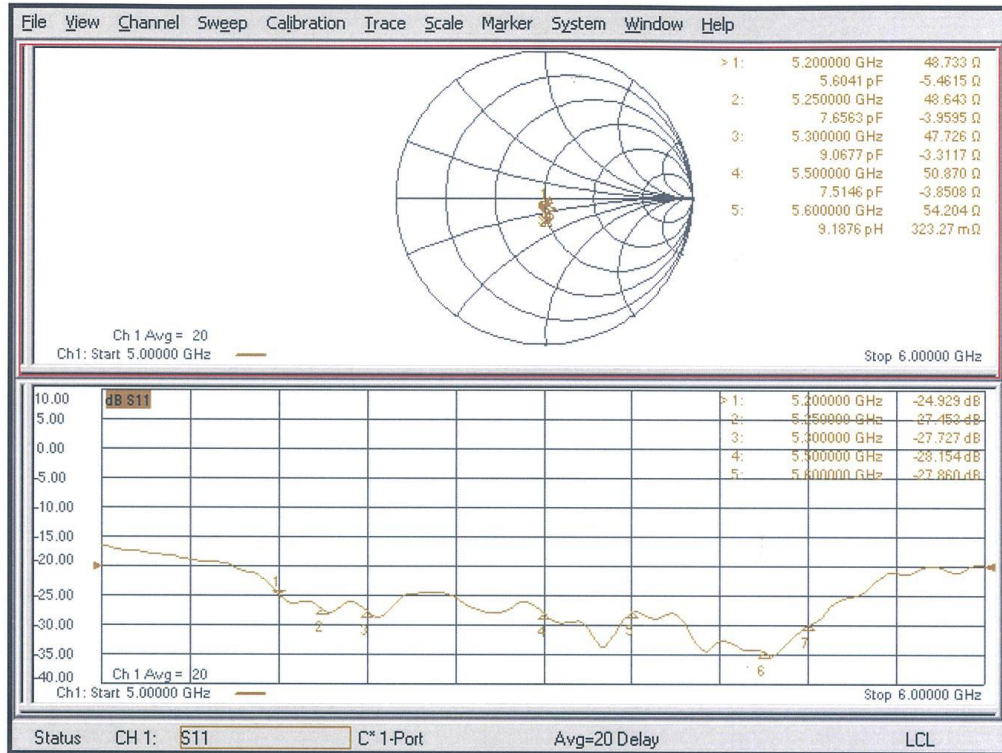 File View Channel Sweep Calibration Trace Scale Marker System Window Help
> 1: 5.200000 GHz 48.733 Ω
5.6041 pF -5.4615 Ω
2: 5.250000 GHz 48.643 Ω
7.6563 pF -3.9595 Ω
3: 5.300000 GHz 47.726 Ω
9.0677 pF -3.3117 Ω
4: 5.500000 GHz 50.870 Ω
7.5146 pF -3.8508 Ω
5: 5.600000 GHz 54.204 Ω
9.1876 pH 323.27 mΩ
Ch 1 Avg = 20
Ch1: Start 5.00000 GHz
Stop 6.00000 GHz
dB S11
> 1: 5.200000 GHz -24.929 dB
2: 5.250000 GHz -27.453 dB
3: 5.300000 GHz -27.727 dB
4: 5.500000 GHz -28.154 dB
5: 5.600000 GHz -27.860 dB
10.00
5.00
0.00
-5.00
-10.00
-15.00
-20.00
-25.00
-30.00
-35.00
-40.00
1
2
3
4
5
6
7
Ch 1 Avg = 20
Ch1: Start 5.00000 GHz
Stop 6.00000 GHz
Status CH 1: S11 C* 1-Port Avg=20 Delay LCL